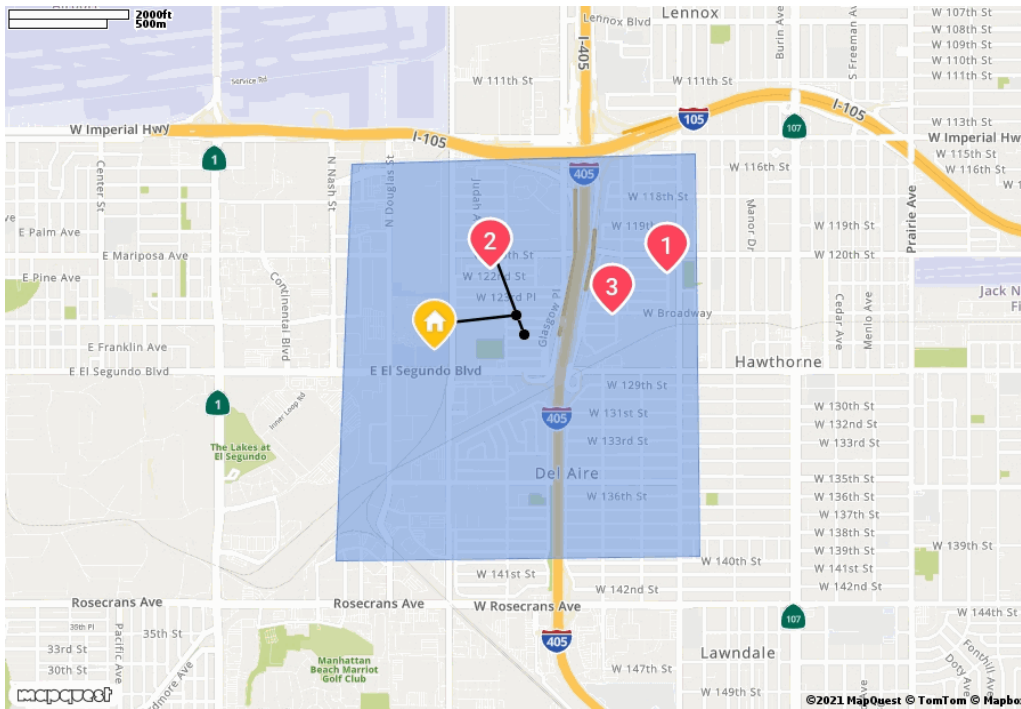 2000ft
500m
Lennox
Lennox Blvd
W 107th St
W 108th St
W 109th St
W 110th St
W 111th St
Burin Ave
S Freeman Av
I-405
Service Rd
W 111th St
W 111th St
W Imperial Hwy
I-105
105
107
I-105
W 113th St
W Imperial Hwy
W 115th St
W 116th St
1
Center St
N Nash St
N Douglas St
405
W 116th St
W 118th St
Manor Dr
Prairie Ave
E Palm Ave
W 119th St
E Mariposa Ave
2
1
W 120th St
E Pine Ave
W 122nd St
3
Continental Blvd
W 123rd Pl
Glasgow Pl
W Broadway
Cedar Ave
Menlo Ave
Jack N
E Franklin Ave
Hawthorne
E El Segundo Blvd
E El Segundo Blvd
W 129th St
1
Inner Loop Rd
405
W 131st St
W 130th St
W 132nd St
W 133rd St
W 133rd St
The Lakes at
El Segundo
Del Aire
W 135th St
W 136th St
W 136th St
W 137th St
W 138th St
W 139th St
W 139th St
W 140th St
W 141st St
W 141st St
W 142nd St
W 142nd St
Rosecrans Ave
Rosecrans Ave
W Rosecrans Ave
107
W 144th St
35th Pl
35th St
33rd St
30th St
Pacific Ave
405
Manhattan
Beach Marriot
Golf Club
Lawndale
W 147th St
W 149th St
Doty Ave
Fonthill Ave
mapquest
©2021 MapQuest © TomTom © Mapbo